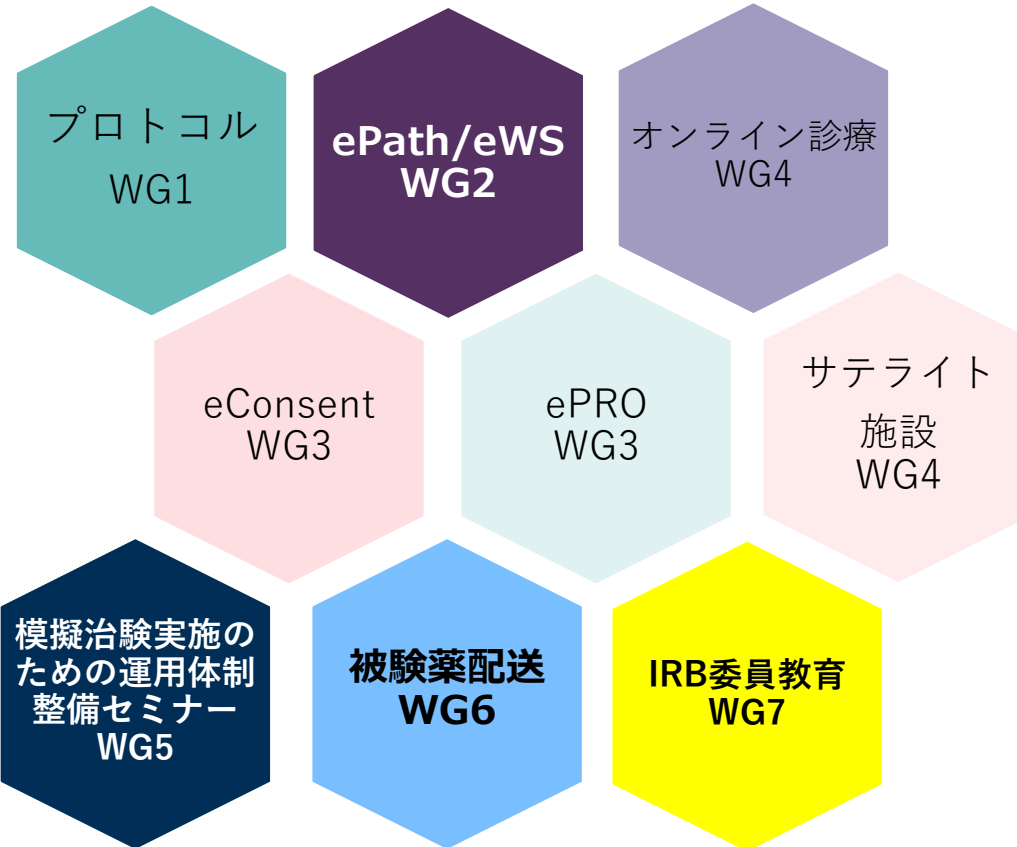 プロトコル
WG1
ePath/eWS
WG2
オンライン診療
WG4
eConsent
WG3
ePRO
WG3
サテライト
施設
WG4
模擬治験実施の
ための運用体制
整備セミナー
WG5
被験薬配送
WG6
IRB委員教育
WG7